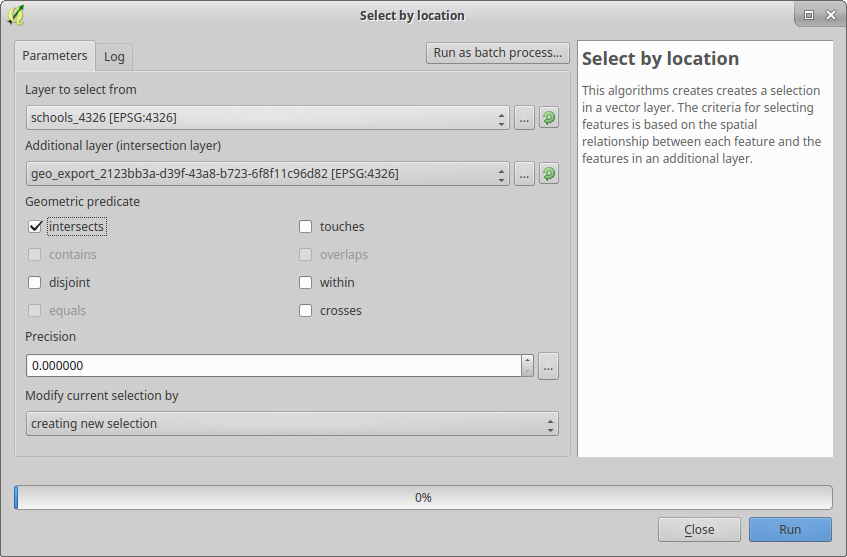 Select by location
Parameters
Log
Run as batch process...
Layer to select from
schools_4326 [EPSG:4326]
...
Additional layer (intersection layer)
geo_export_2123bb3a-d39f-43a8-b723-6f8f11c96d82 [EPSG:4326]
...
Geometric predicate
intersects
touches
contains
overlaps
disjoint
within
equals
crosses
Precision
0.000000
...
Modify current selection by
creating new selection
Select by location
This algorithms creates creates a selection
in a vector layer. The criteria for selecting
features is based on the spatial
relationship between each feature and the
features in an additional layer.
0%
Close
Run